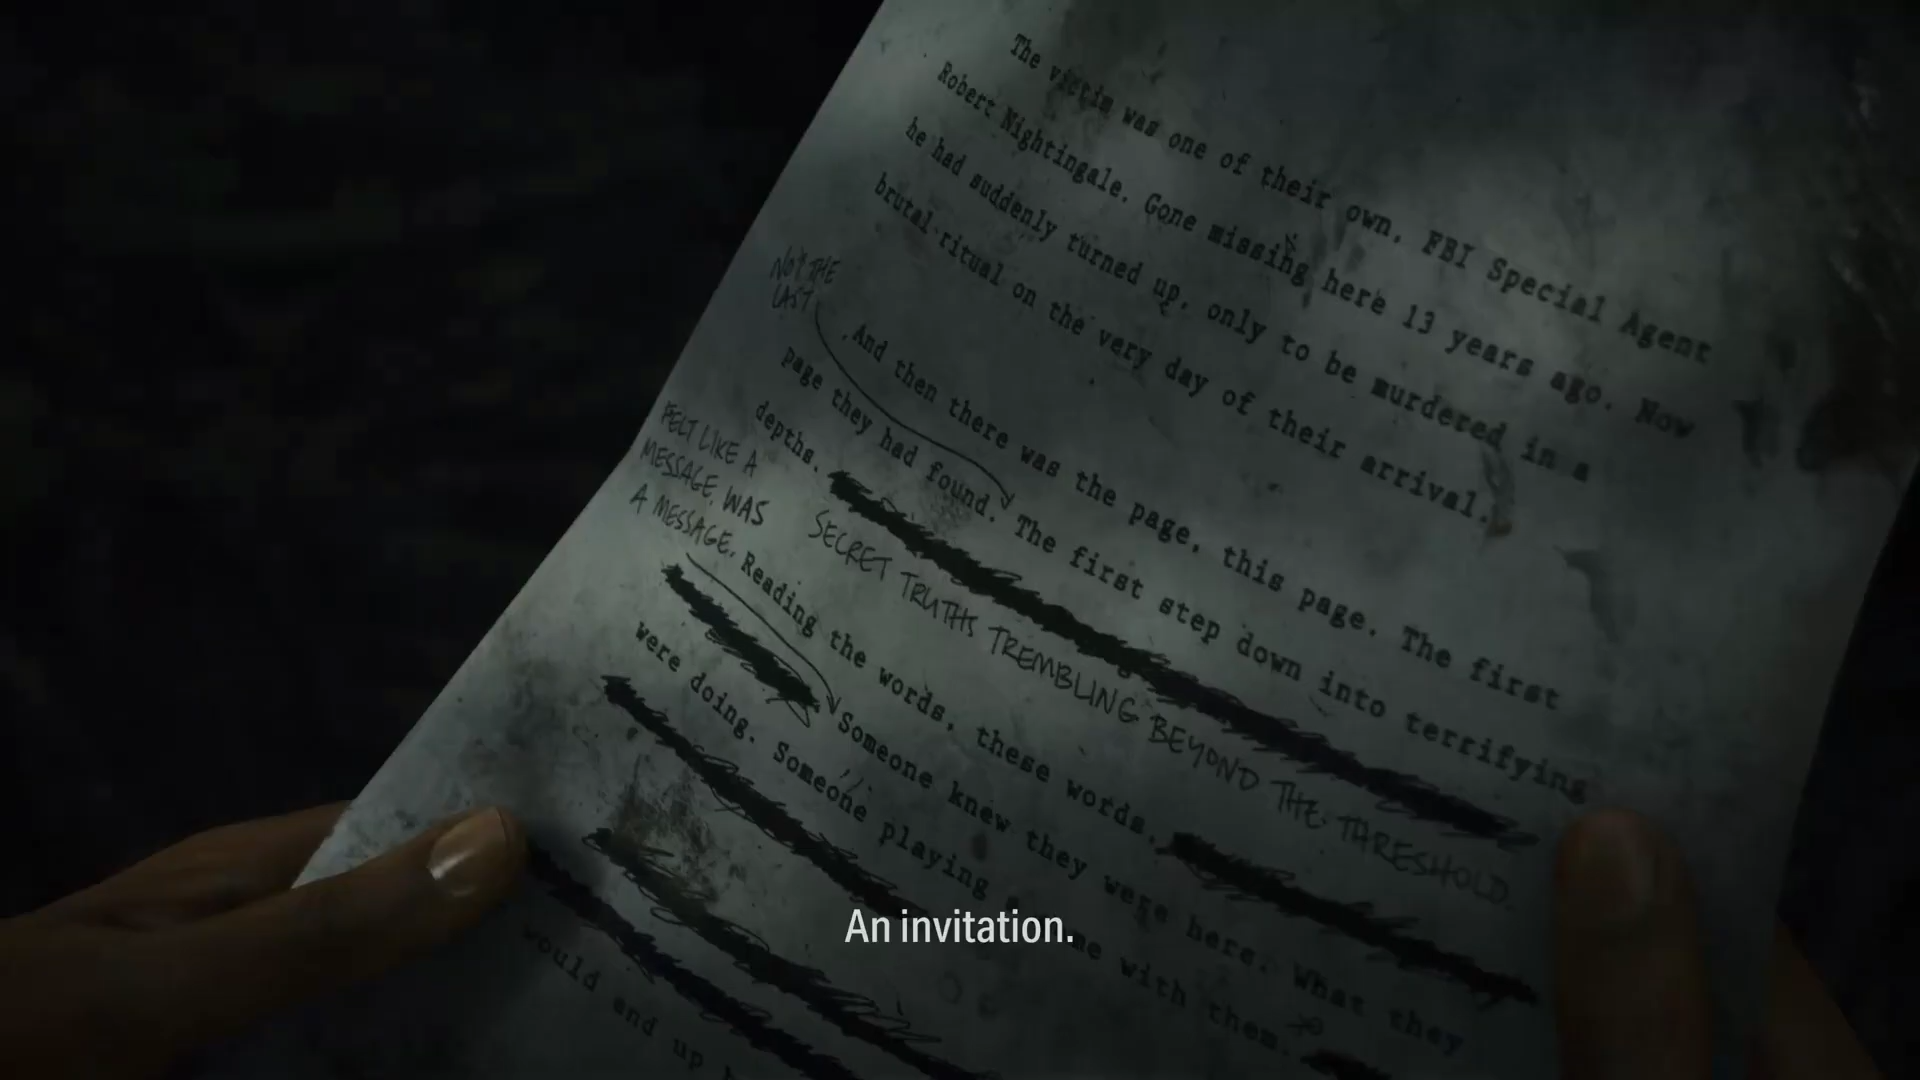 The victim was one of their own. FBI Special Agent
Robert Nightingale. Gone missing here 13 years ago. Now
he had suddenly turned up, only to be murdered in a
brutal ritual on the very day of their arrival.
NOT THE
LAST
And then there was the page, this page. The first
page they had found. The first step down into terrifying
depths.
SECRET TRUTHS TREMBLING BEYOND THE THRESHOLD.
FELT LIKE A
MESSAGE, WAS
A MESSAGE.
Reading the words, these words.
Someone knew they were here. What they
were doing. Someone playing me with them.
would end up
An invitation.